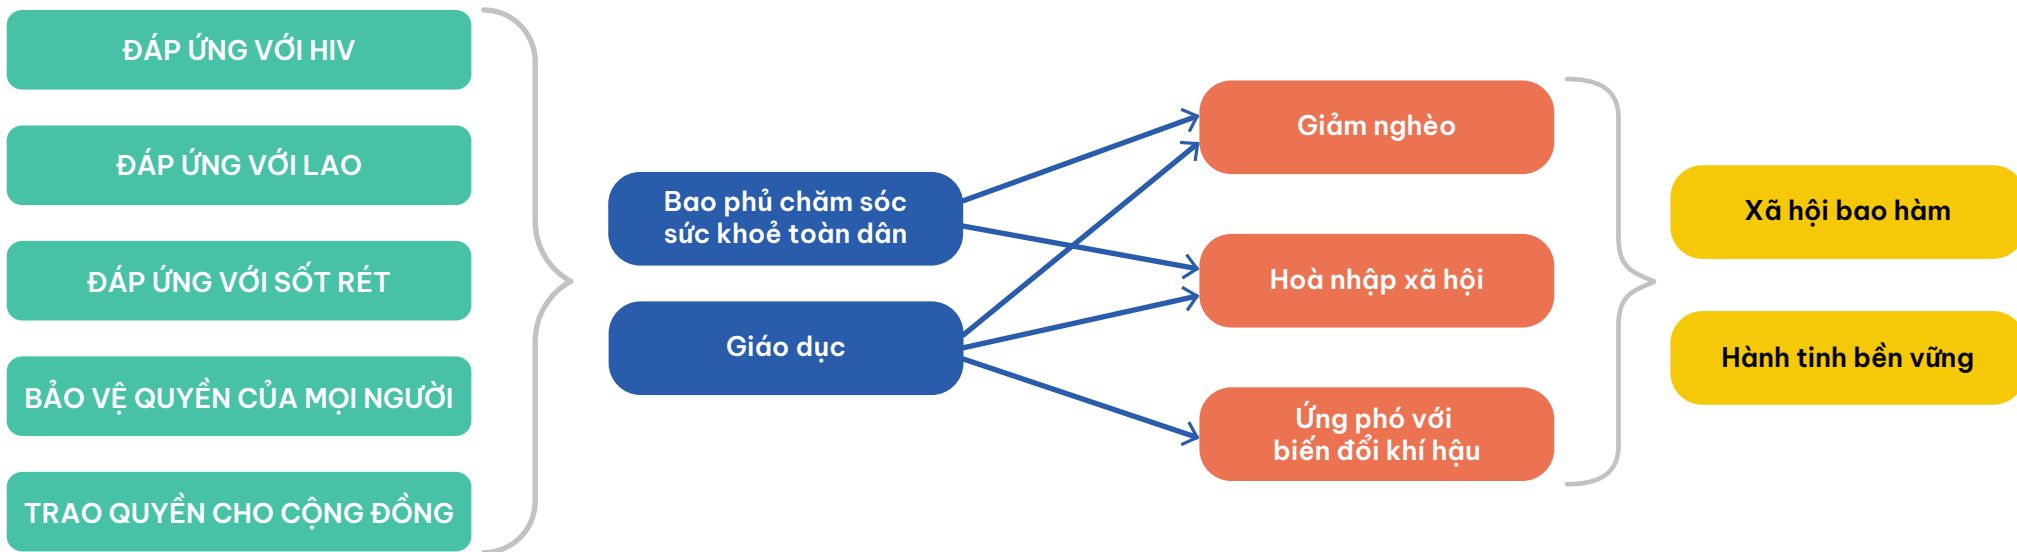 ĐÁP ỨNG VỚI HIV
ĐÁP ỨNG VỚI LAO
ĐÁP ỨNG VỚI SỐT RÉT
BẢO VỆ QUYỀN CỦA MỌI NGƯỜI
TRAO QUYỀN CHO CỘNG ĐỒNG
Bao phủ chăm sóc
sức khoẻ toàn dân
Giáo dục
Giảm nghèo
Hoà nhập xã hội
Ứng phó với
biến đổi khí hậu
Xã hội bao hàm
Hành tinh bền vững